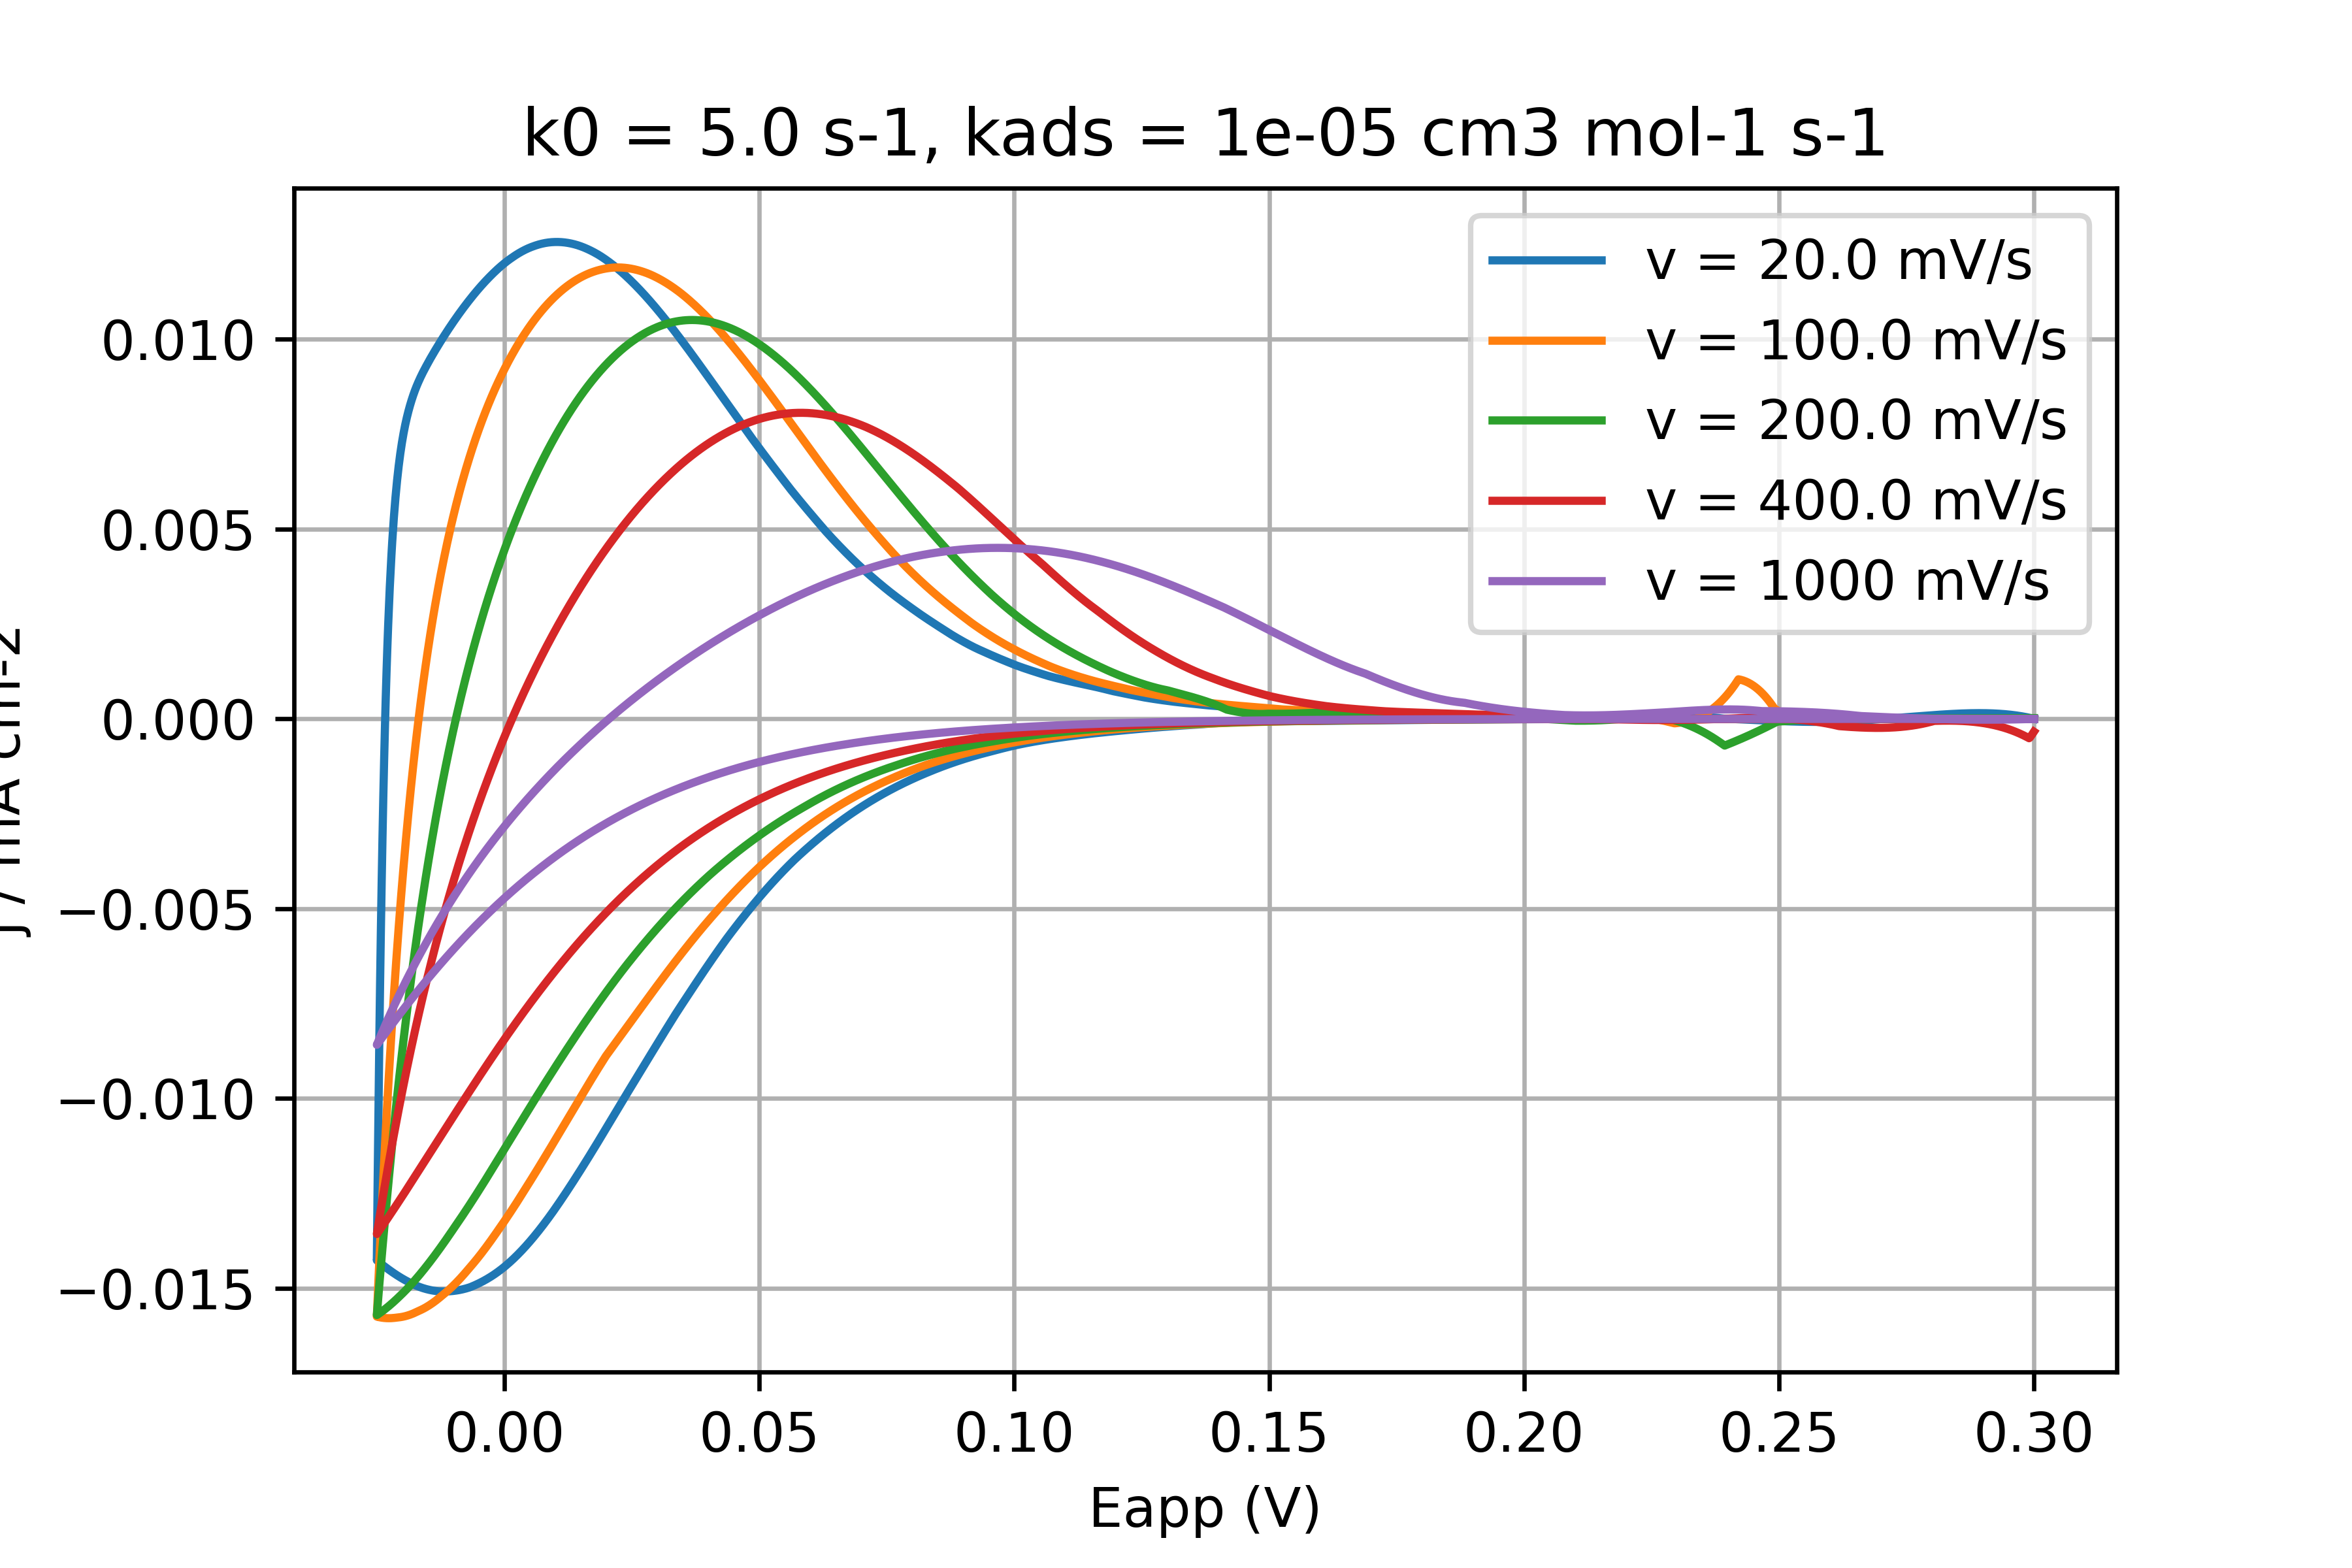 k0 = 5.0 s-1, kads = 1e-05 cm3 mol-1 s-1
v = 20.0 mV/s
v = 100.0 mV/s
v = 200.0 mV/s
v = 400.0 mV/s
v = 1000 mV/s
0.010
0.005
0.000
−0.005
−0.010
−0.015
0.00 0.05 0.10 0.15 0.20 0.25 0.30
Eapp (V)